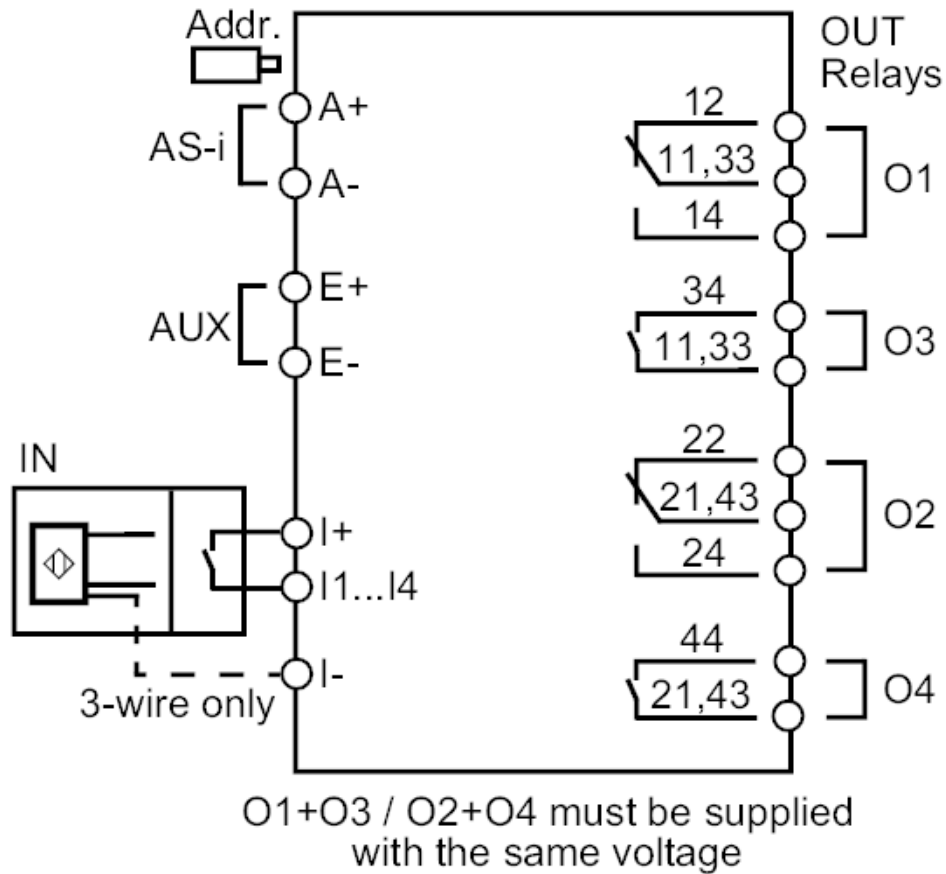 Addr.
AS-i
A+
A-
AUX
E+
E-
IN
I+
I1...I4
I-
3-wire only
OUT
Relays
12
11,33
14
O1
34
11,33
O3
22
21,43
24
O2
44
21,43
O4
O1+O3 / O2+O4 must be supplied
with the same voltage